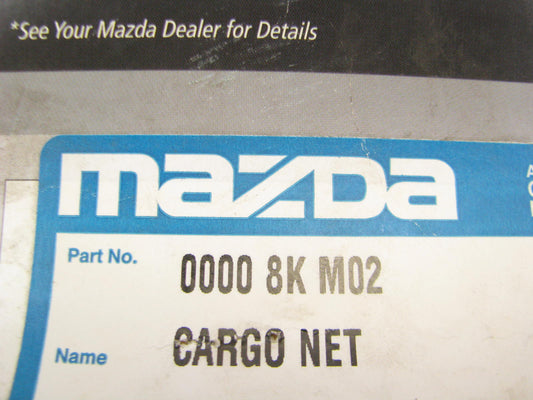 *See Your Mazda Dealer for Details
mazda
Part No. 0000 8K M02
Name CARGO NET